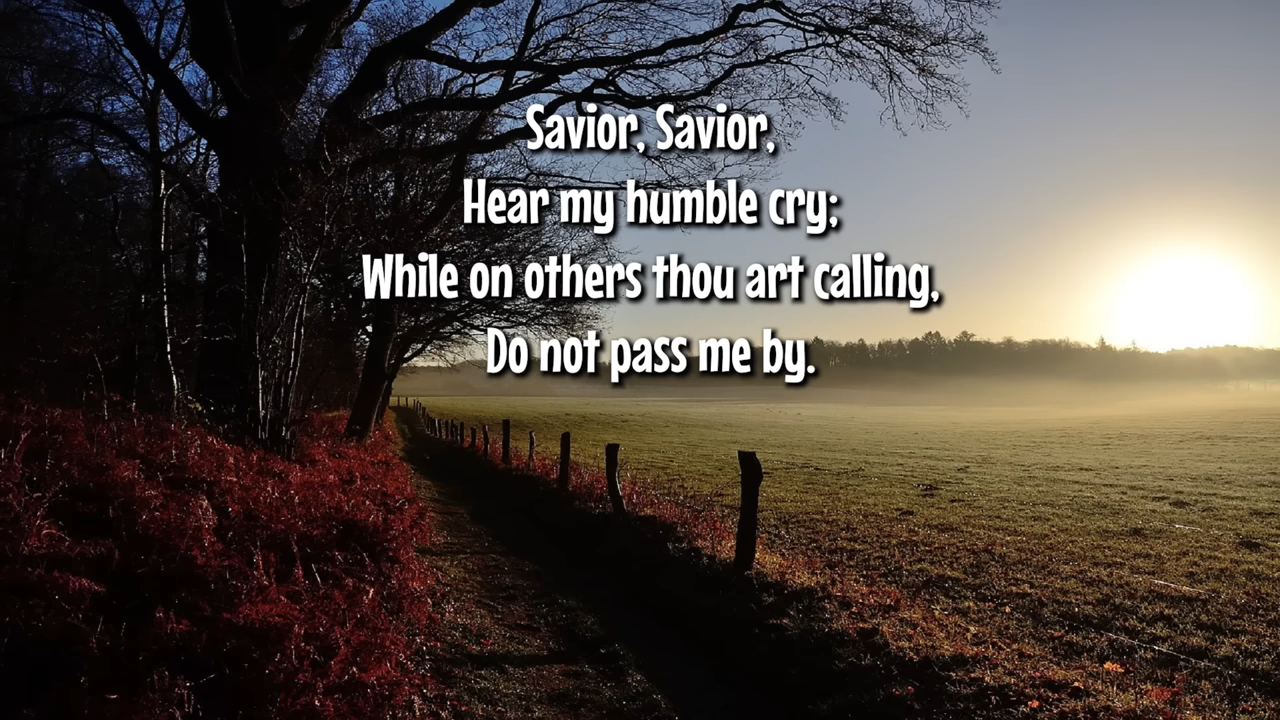 Savior, Savior,
Hear my humble cry;
While on others thou art calling,
Do not pass me by.